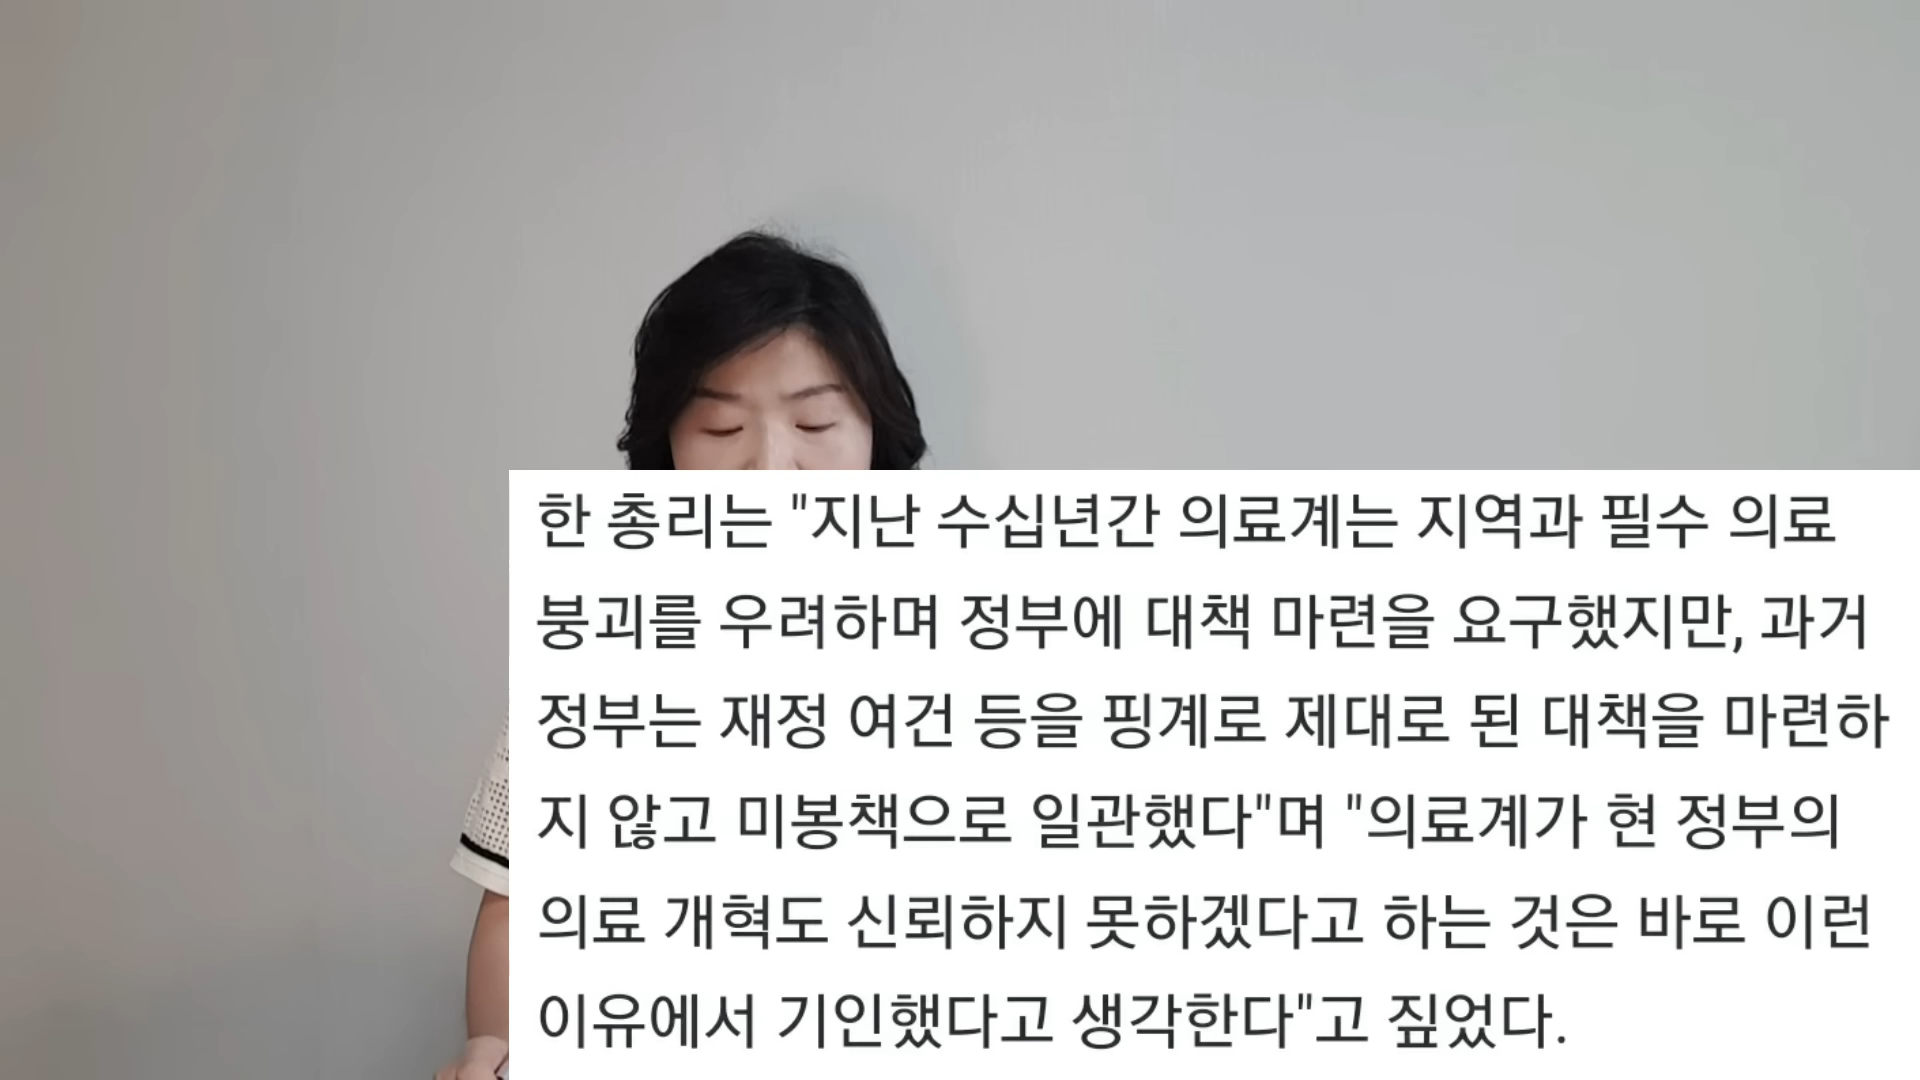 한 총리는 "지난 수십년간 의료계는 지역과 필수 의료
붕괴를 우려하며 정부에 대책 마련을 요구했지만, 과거
정부는 재정 여건 등을 핑계로 제대로 된 대책을 마련하
지 않고 미봉책으로 일관했다"며 "의료계가 현 정부의
의료 개혁도 신뢰하지 못하겠다고 하는 것은 바로 이런
이유에서 기인했다고 생각한다"고 짚었다.